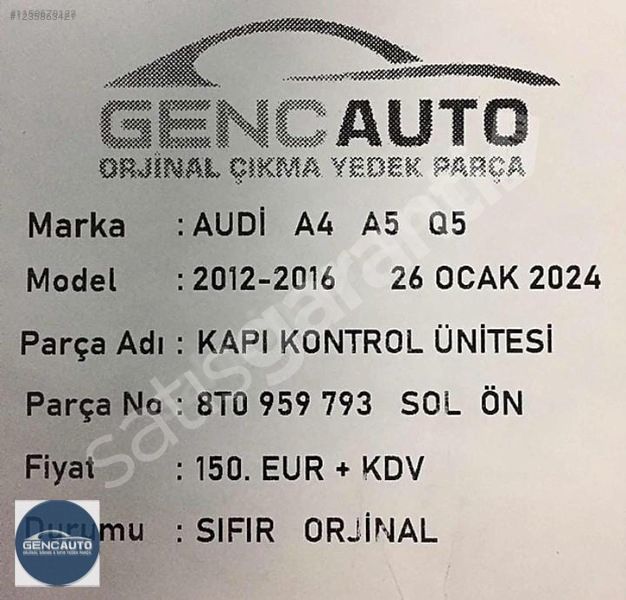 #1235863421
GENCAUTO
ORJİNAL ÇIKMA YEDEK PARÇA
Marka : AUDİ A4 A5 Q5
Model : 2012-2016 26 OCAK 2024
Parça Adı : KAPI KONTROL ÜNİTESİ
Parça No : 8T0 959 793 SOL ÖN
Fiyat : 150. EUR + KDV
Durumu : SIFIR ORJİNAL
satisgaranti
GENCAUTO